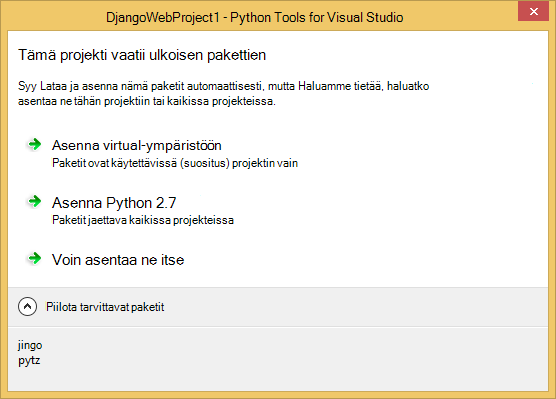 DjangoWebProject1 - Python Tools for Visual Studio
Tämä projekti vaatii ulkoisen pakettien
Syy Lataa ja asenna nämä paketit automaattisesti, mutta Haluamme tietää, haluatko
asentaa ne tähän projektiin tai kaikissa projekteissa.
Asenna virtual-ympäristöön
Paketit ovat käytettävissä (suositus) projektin vain
Asenna Python 2.7
Paketit jaettava kaikissa projekteissa
Voin asentaa ne itse
Piilota tarvittavat paketit
jingo
pytz